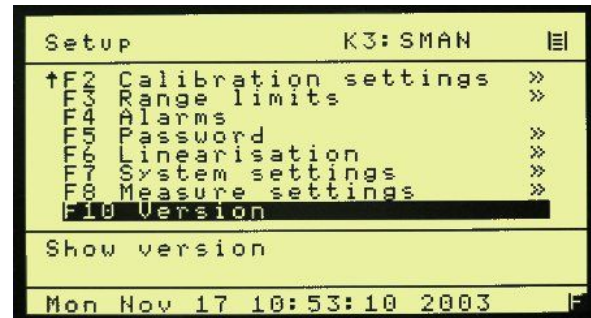 Setup K3: SMAN
↑F2 Calibration settings »
F3 Range limits »
F4 Alarms
F5 Password »
F6 Linearisation »
F7 System settings »
F8 Measure settings »
F10 Version
Show version
Mon Nov 17 10:53:10 2003